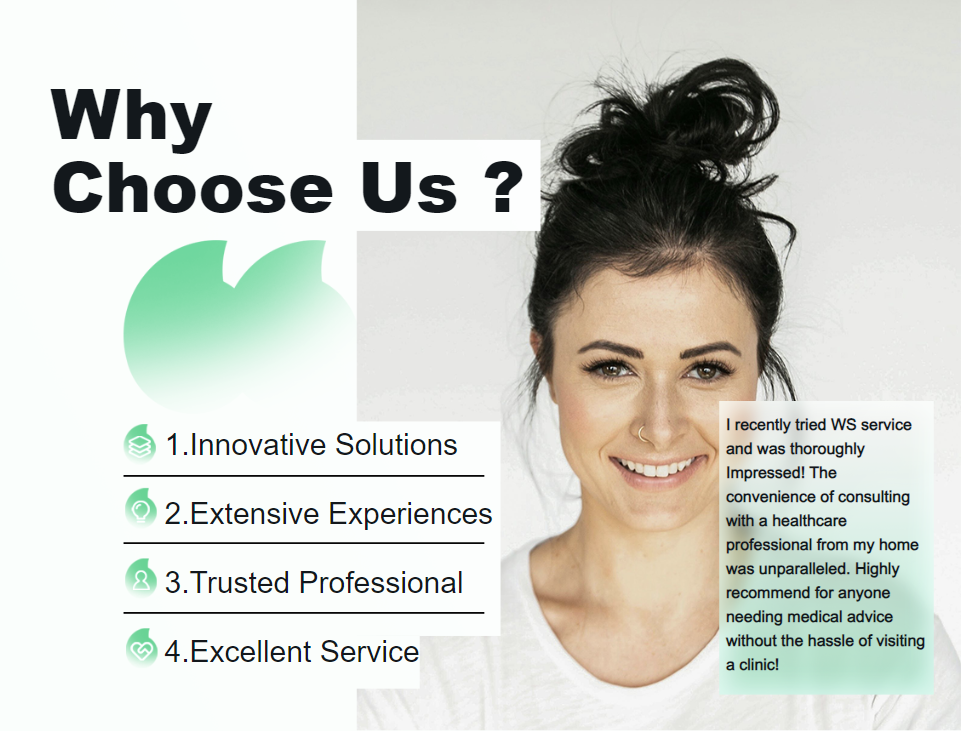 Why
Choose Us ?
1.Innovative Solutions
2.Extensive Experiences
3.Trusted Professional
4.Excellent Service
I recently tried WS service
and was thoroughly
Impressed! The
convenience of consulting
with a healthcare
professional from my home
was unparalleled. Highly
recommend for anyone
needing medical advice
without the hassle of visiting
a clinic!